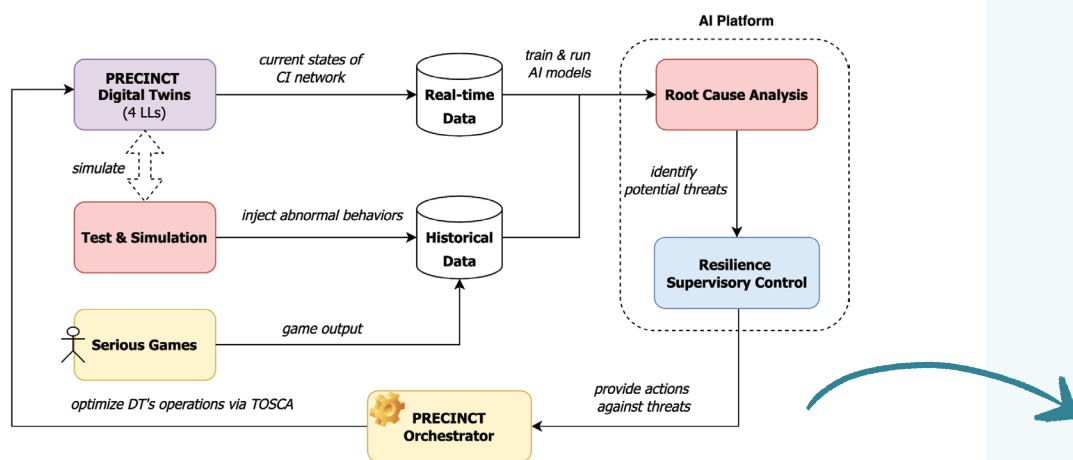 AI Platform
PRECINCT
Digital Twins
(4 LLs)
current states of
CI network
Real-time
Data
train & run
AI models
Root Cause Analysis
simulate
identify
potential threats
Test & Simulation
inject abnormal behaviors
Historical
Data
Resilience
Supervisory Control
Serious Games
game output
provide actions
against threats
optimize DT's operations via TOSCA
PRECINCT
Orchestrator